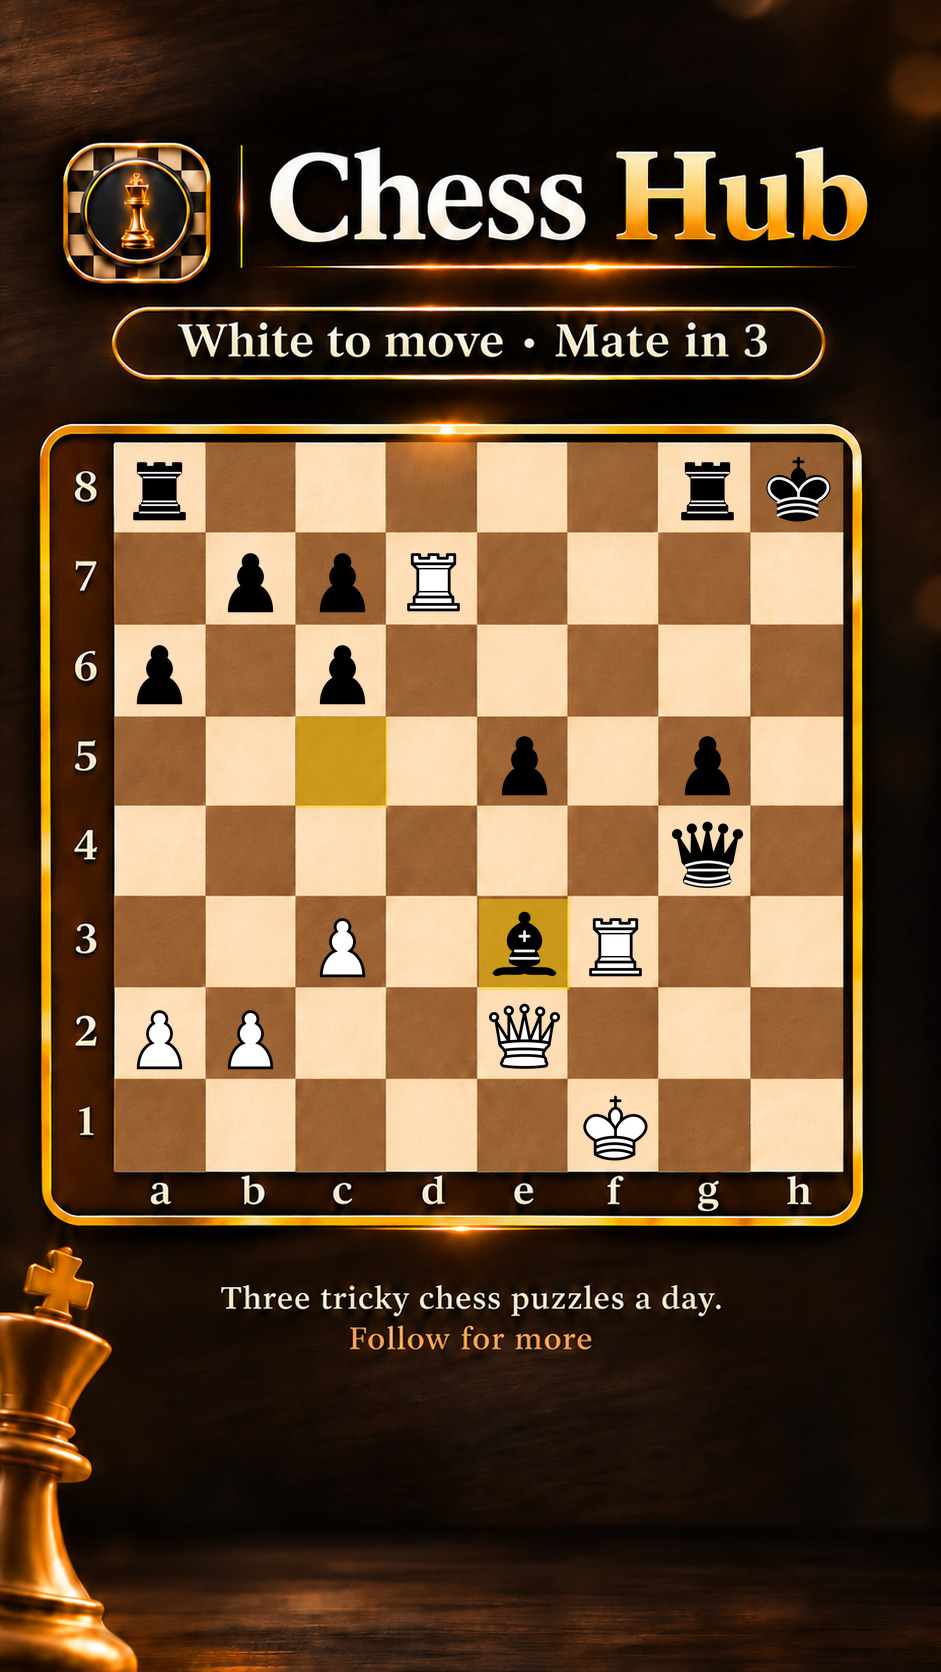 Chess Hub
White to move • Mate in 3
8
7
6
5
4
3
2
1
a b c d e f g h
Three tricky chess puzzles a day.
Follow for more